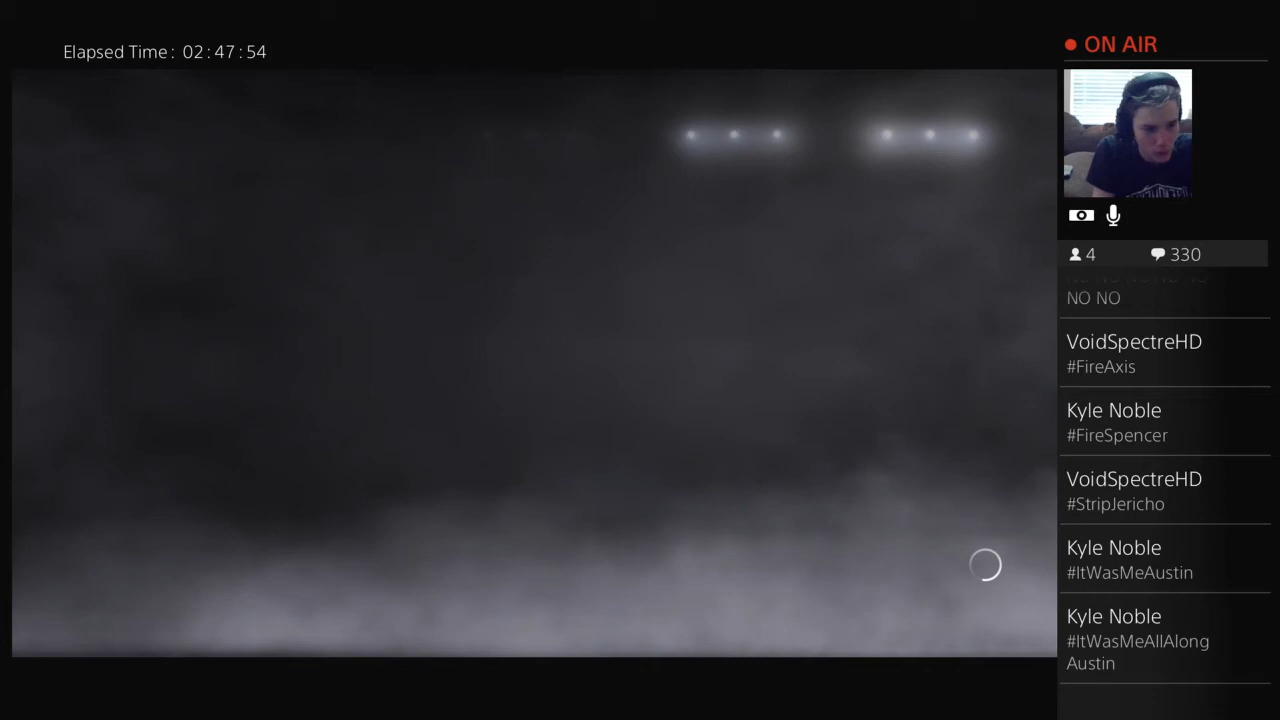 Elapsed Time: 02:47:54
ON AIR
4
330
NO NO
VoidSpectreHD
#FireAxis
Kyle Noble
#FireSpencer
VoidSpectreHD
#StripJericho
Kyle Noble
#ItWasMeAustin
Kyle Noble
#ItWasMeAllAlong
Austin